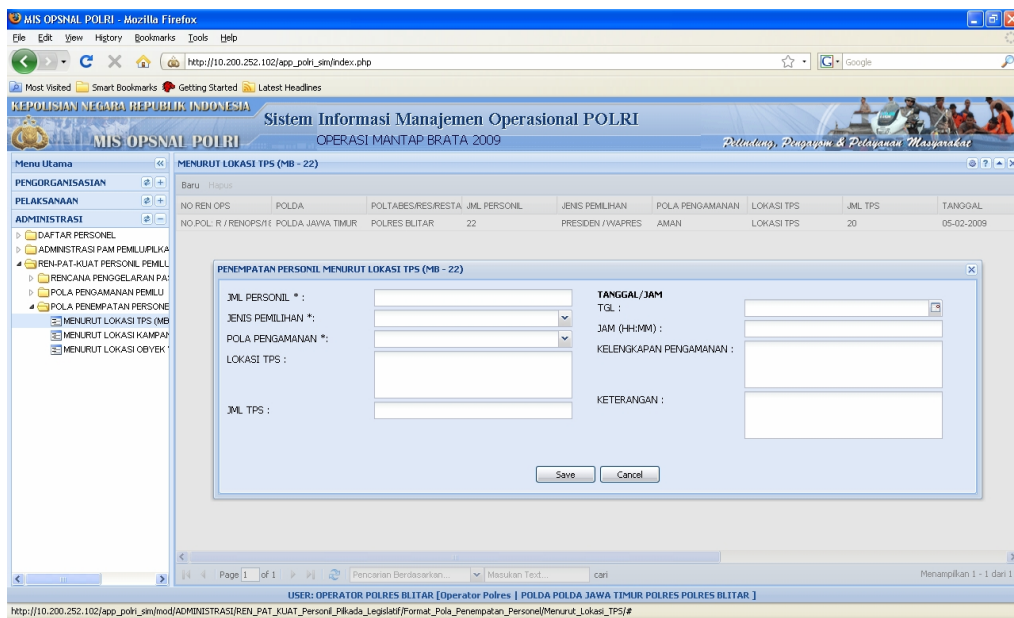 MIS OPSNAL POLRI - Mozilla Firefox
File Edit View History Bookmarks Tools Help
http://10.200.252.102/app_polri_sim/index.php
Google
Most Visited Smart Bookmarks Getting Started Latest Headlines
KEPOLISIAN NEGARA REPUBLIK INDONESIA
Sistem Informasi Manajemen Operasional POLRI
MIS OPSNAL POLRI
OPERASI MANTAP BRATA 2009
Pelindung, Pengayom & Pelayanan Masyarakat
Menu Utama
MENURUT LOKASI TPS (MB - 22)
PENGORGANISASIAN
Baru Hapus
PELAKSANAAN
NO REN OPS POLDA POLTABES/RES/RESTA JML PERSONEL JENIS PEMILIHAN POLA PENGAMANAN LOKASI TPS JML TPS TANGGAL
ADMINISTRASI
NO.POL: R / RENOPS/18 POLDA JAWA TIMUR POLRES BLITAR 22 PRESIDEN / WAPRES AMAN LOKASI TPS 20 05-02-2009
DAFTAR PERSONEL
ADMINISTRASI PAM PEMILU/PILKA
REN-PAT-KUAT PERSONIL PEMILU
RENCANA PENGGELARAN PAS
POLA PENGAMANAN PEMILU
POLA PENEMPATAN PERSONE
MENURUT LOKASI TPS (MB
MENURUT LOKASI KAMPAN
MENURUT LOKASI OBYEK
PENEMPATAN PERSONIL MENURUT LOKASI TPS (MB - 22)
JML PERSONIL * :
JENIS PEMILIHAN *:
POLA PENGAMANAN *:
LOKASI TPS :
JML TPS :
TANGGAL/JAM
TGL :
JAM (HH:MM) :
KELENGKAPAN PENGAMANAN :
KETERANGAN :
Save Cancel
Page 1 of 1 Pencarian Berdasarkan... Masukan Text... cari Menampilkan 1 - 1 dari 1
USER: OPERATOR POLRES BLITAR [Operator Polres | POLDA POLDA JAWA TIMUR POLRES POLRES BLITAR ]
http://10.200.252.102/app_polri_sim/mod/ADMINISTRASI/REN_PAT_KUAT_Personil_Pilkada_Legislatif/Format_Pola_Penempatan_Personel/Menurut_Lokasi_TPS/#